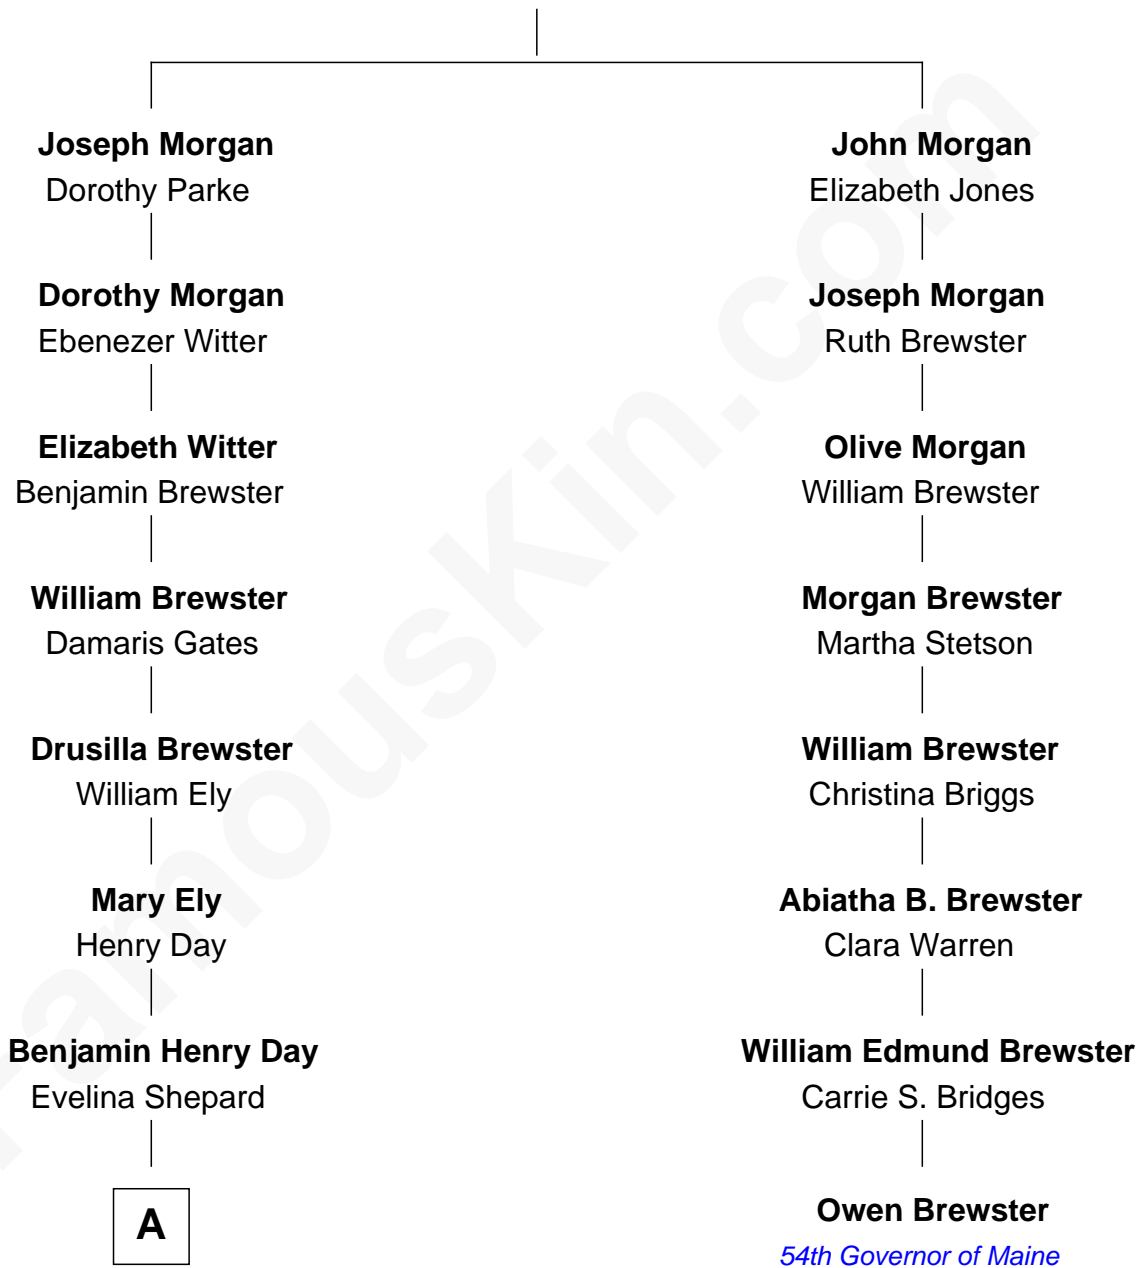 Joseph Morgan
Dorothy Parke
Dorothy Morgan
Ebenezer Witter
Elizabeth Witter
Benjamin Brewster
William Brewster
Damaris Gates
Drusilla Brewster
William Ely
Mary Ely
Henry Day
Benjamin Henry Day
Evelina Shepard
A
John Morgan
Elizabeth Jones
Joseph Morgan
Ruth Brewster
Olive Morgan
William Brewster
Morgan Brewster
Martha Stetson
William Brewster
Christina Briggs
Abiatha B. Brewster
Clara Warren
William Edmund Brewster
Carrie S. Bridges
Owen Brewster
54th Governor of Maine
FamousKin.com